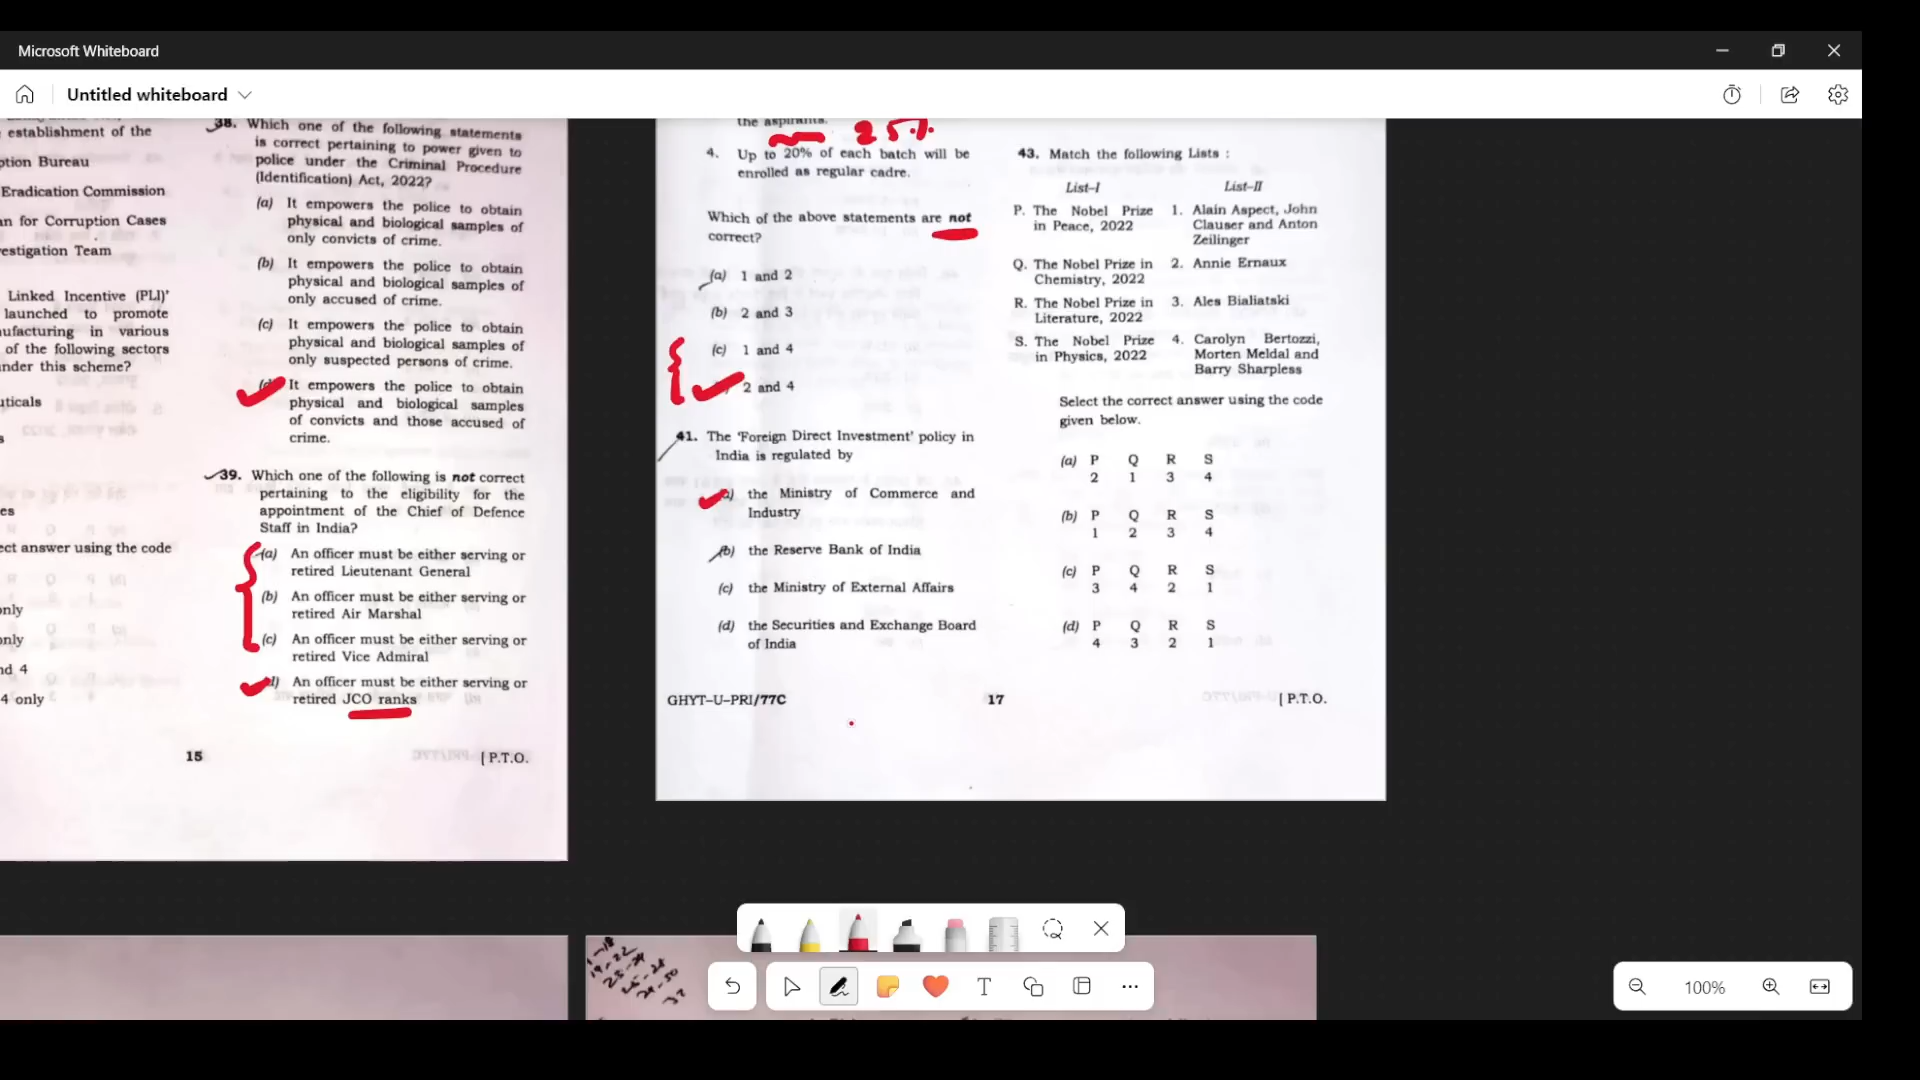 Microsoft Whiteboard
Untitled whiteboard
establishment of the
ption Bureau
Eradication Commission
an for Corruption Cases
restigation Team
Linked Incentive (PLI)'
launched to promote
nufacturing in various
of the following sectors
nder this scheme?
uticals
s
es
ect answer using the code
only
only
nd 4
4 only
15
38. Which one of the following statements
is correct pertaining to power given to
police under the Criminal Procedure
(Identification) Act, 2022?
(a) It empowers the police to obtain
physical and biological samples of
only convicts of crime.
(b) It empowers the police to obtain
physical and biological samples of
only accused of crime.
(c) It empowers the police to obtain
physical and biological samples of
only suspected persons of crime.
(d) It empowers the police to obtain
physical and biological samples
of convicts and those accused of
crime.
39. Which one of the following is not correct
pertaining to the eligibility for the
appointment of the Chief of Defence
Staff in India?
(a) An officer must be either serving or
retired Lieutenant General
(b) An officer must be either serving or
retired Air Marshal
(c) An officer must be either serving or
retired Vice Admiral
d) An officer must be either serving or
retired JCO ranks
[ P.T.O.
the aspirants.
25%
4. Up to 20% of each batch will be
enrolled as regular cadre.
Which of the above statements are not
correct?
(a) 1 and 2
(b) 2 and 3
(c) 1 and 4
2 and 4
41. The 'Foreign Direct Investment' policy in
India is regulated by
a) the Ministry of Commerce and
Industry
(b) the Reserve Bank of India
(c) the Ministry of External Affairs
(d) the Securities and Exchange Board
of India
GHYT-U-PRI/77C
17
43. Match the following Lists :
List-I List-II
P. The Nobel Prize 1. Alain Aspect, John
in Peace, 2022 Clauser and Anton
Zeilinger
Q. The Nobel Prize in 2. Annie Ernaux
Chemistry, 2022
R. The Nobel Prize in 3. Ales Bialiatski
Literature, 2022
S. The Nobel Prize 4. Carolyn Bertozzi,
in Physics, 2022 Morten Meldal and
Barry Sharpless
Select the correct answer using the code
given below.
(a) P Q R S
2 1 3 4
(b) P Q R S
1 2 3 4
(c) P Q R S
3 4 2 1
(d) P Q R S
4 3 2 1
[ P.T.O.
100%